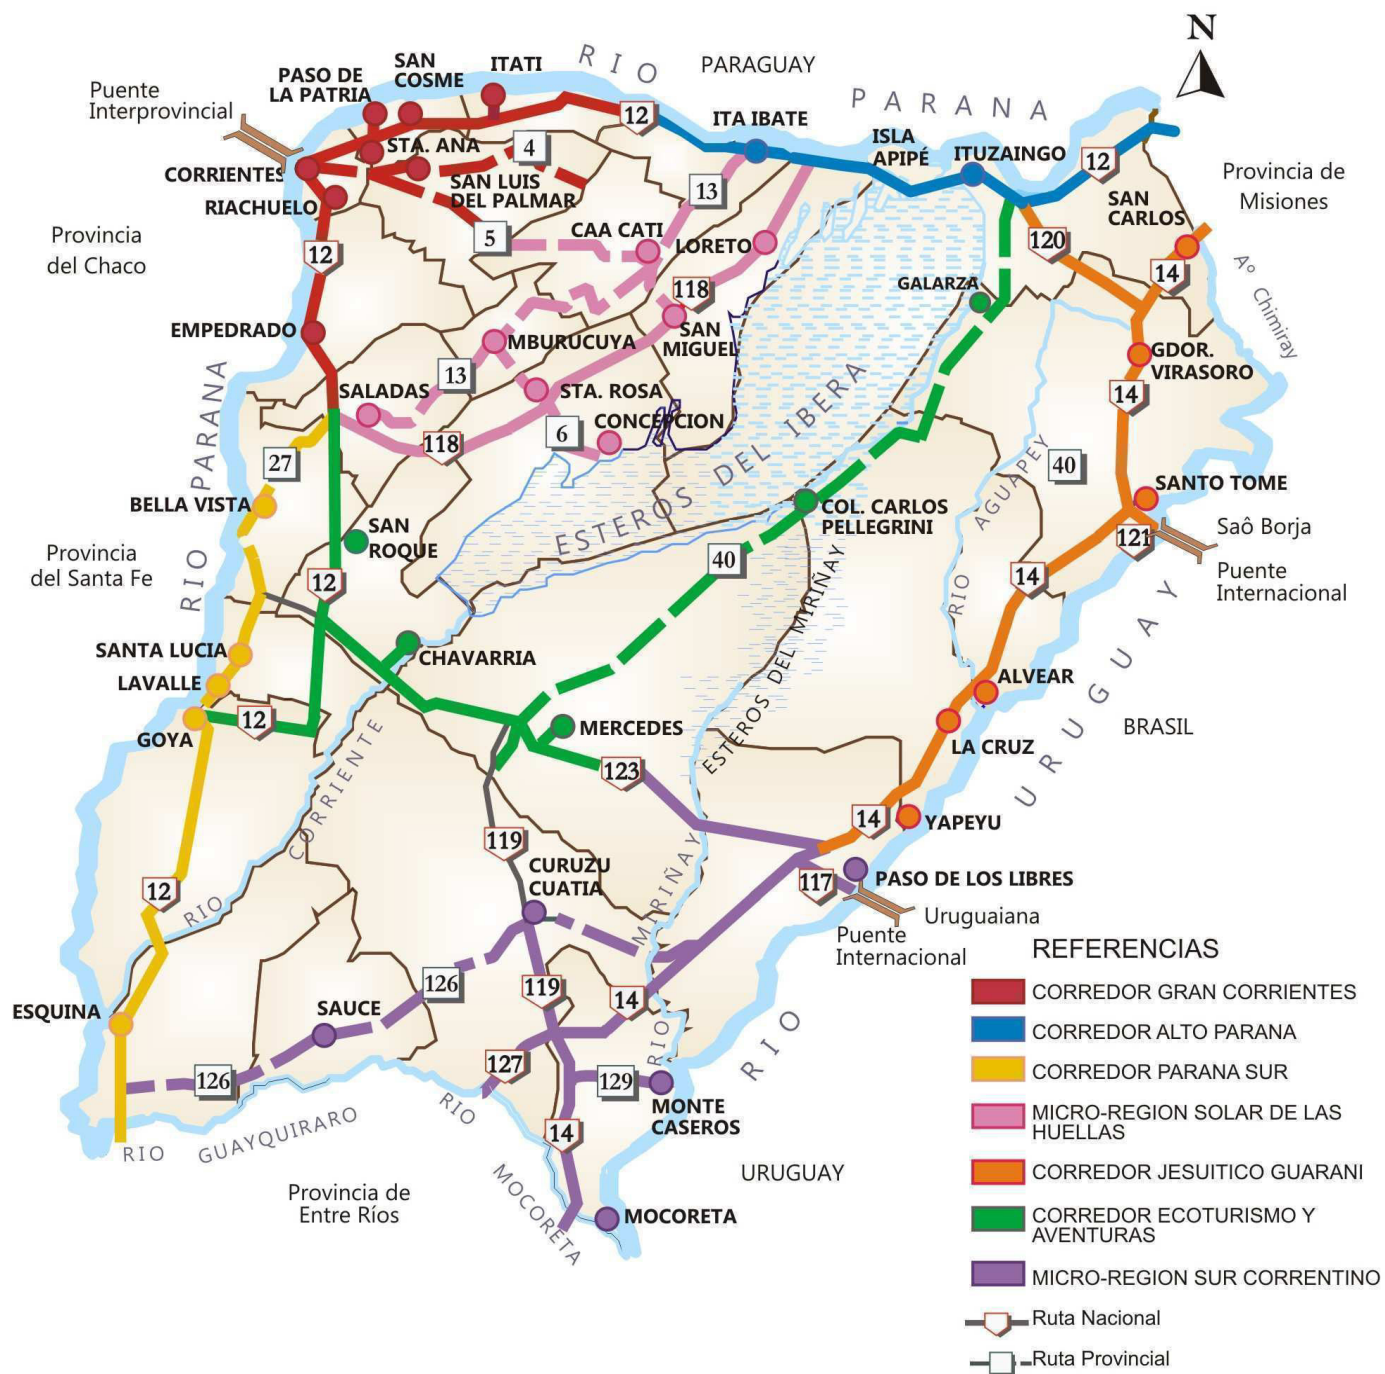 N
RIO
PARAGUAY
PARANA
Puente
Interprovincial
PASO DE
LA PATRIA
SAN
COSME
ITATI
12
ITA IBATE
ISLA
APIPÉ
ITUZAINGO
12
Provincia de
Misiones
CORRIENTES
STA. ANA
4
SAN LUIS
DEL PALMAR
13
SAN
CARLOS
RIACHUELO
5
CAA CATI
LORETO
120
14
Aº Chimiray
Provincia
del Chaco
12
118
GALARZA
EMPEDRADO
MBURUCUYA
SAN
MIGUEL
GDOR.
VIRASORO
RIO PARANA
SALADAS
13
STA. ROSA
14
118
6
CONCEPCION
ESTEROS DEL IBERA
27
40
RIO AGUAPEY
BELLA VISTA
SANTO TOME
COL. CARLOS
PELLEGRINI
SAN
ROQUE
121
Saô Borja
Provincia
del Santa Fe
12
40
14
Puente
Internacional
ESTEROS DEL MIRIÑAY
SANTA LUCIA
CHAVARRIA
LAVALLE
ALVEAR
GOYA
12
MERCEDES
LA CRUZ
BRASIL
RIO URUGUAY
123
RIO CORRIENTE
119
14
YAPEYU
CURUZU
CUATIA
117
PASO DE LOS LIBRES
12
RIO MIRIÑAY
Uruguaiana
Puente
Internacional
126
119
14
ESQUINA
SAUCE
127
126
129
MONTE
CASEROS
RIO GUAYQUIRARO
RIO MOCORETA
14
URUGUAY
Provincia de
Entre Ríos
MOCORETA
REFERENCIAS
CORREDOR GRAN CORRIENTES
CORREDOR ALTO PARANA
CORREDOR PARANA SUR
MICRO-REGION SOLAR DE LAS
HUELLAS
CORREDOR JESUITICO GUARANI
CORREDOR ECOTURISMO Y
AVENTURAS
MICRO-REGION SUR CORRENTINO
Ruta Nacional
Ruta Provincial